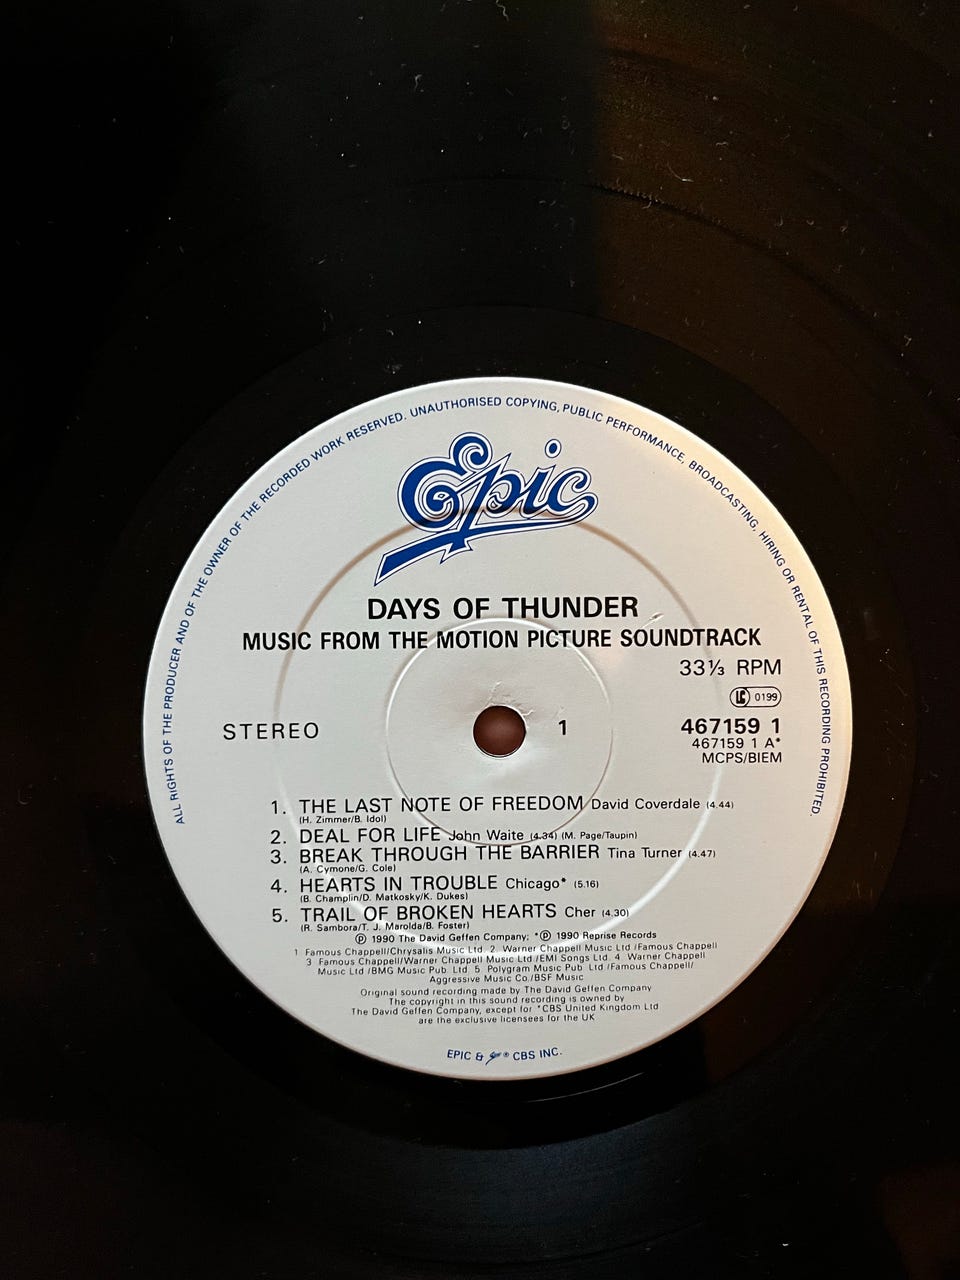 ALL RIGHTS OF THE PRODUCER AND OF THE OWNER OF THE RECORDED WORK RESERVED. UNAUTHORISED COPYING, PUBLIC PERFORMANCE, BROADCASTING, HIRING OR RENTAL OF THIS RECORDING PROHIBITED.
Epic
DAYS OF THUNDER
MUSIC FROM THE MOTION PICTURE SOUNDTRACK
33⅓ RPM
LC 0199
STEREO 1 467159 1
467159 1 A*
MCPS/BIEM
1. THE LAST NOTE OF FREEDOM David Coverdale (4.44)
(H. Zimmer/B. Idol)
2. DEAL FOR LIFE John Waite (4.34) (M. Page/Taupin)
3. BREAK THROUGH THE BARRIER Tina Turner (4.47)
(A. Cymone/G. Cole)
4. HEARTS IN TROUBLE Chicago* (5.16)
(B. Champlin/D. Matkosky/K. Dukes)
5. TRAIL OF BROKEN HEARTS Cher (4.30)
(R. Sambora/T. J. Marolda/B. Foster)
℗ 1990 The David Geffen Company; *℗ 1990 Reprise Records
1 Famous Chappell/Chrysalis Music Ltd. 2 Warner Chappell Music Ltd /Famous Chappell
3 Famous Chappell/Warner Chappell Music Ltd /EMI Songs Ltd. 4 Warner Chappell
Music Ltd /BMG Music Pub. Ltd. 5 Polygram Music Pub Ltd /Famous Chappell/
Aggressive Music Co./BSF Music
Original sound recording made by The David Geffen Company
The copyright in this sound recording is owned by
The David Geffen Company, except for *CBS United Kingdom Ltd
are the exclusive licensees for the UK
EPIC & ® CBS INC.